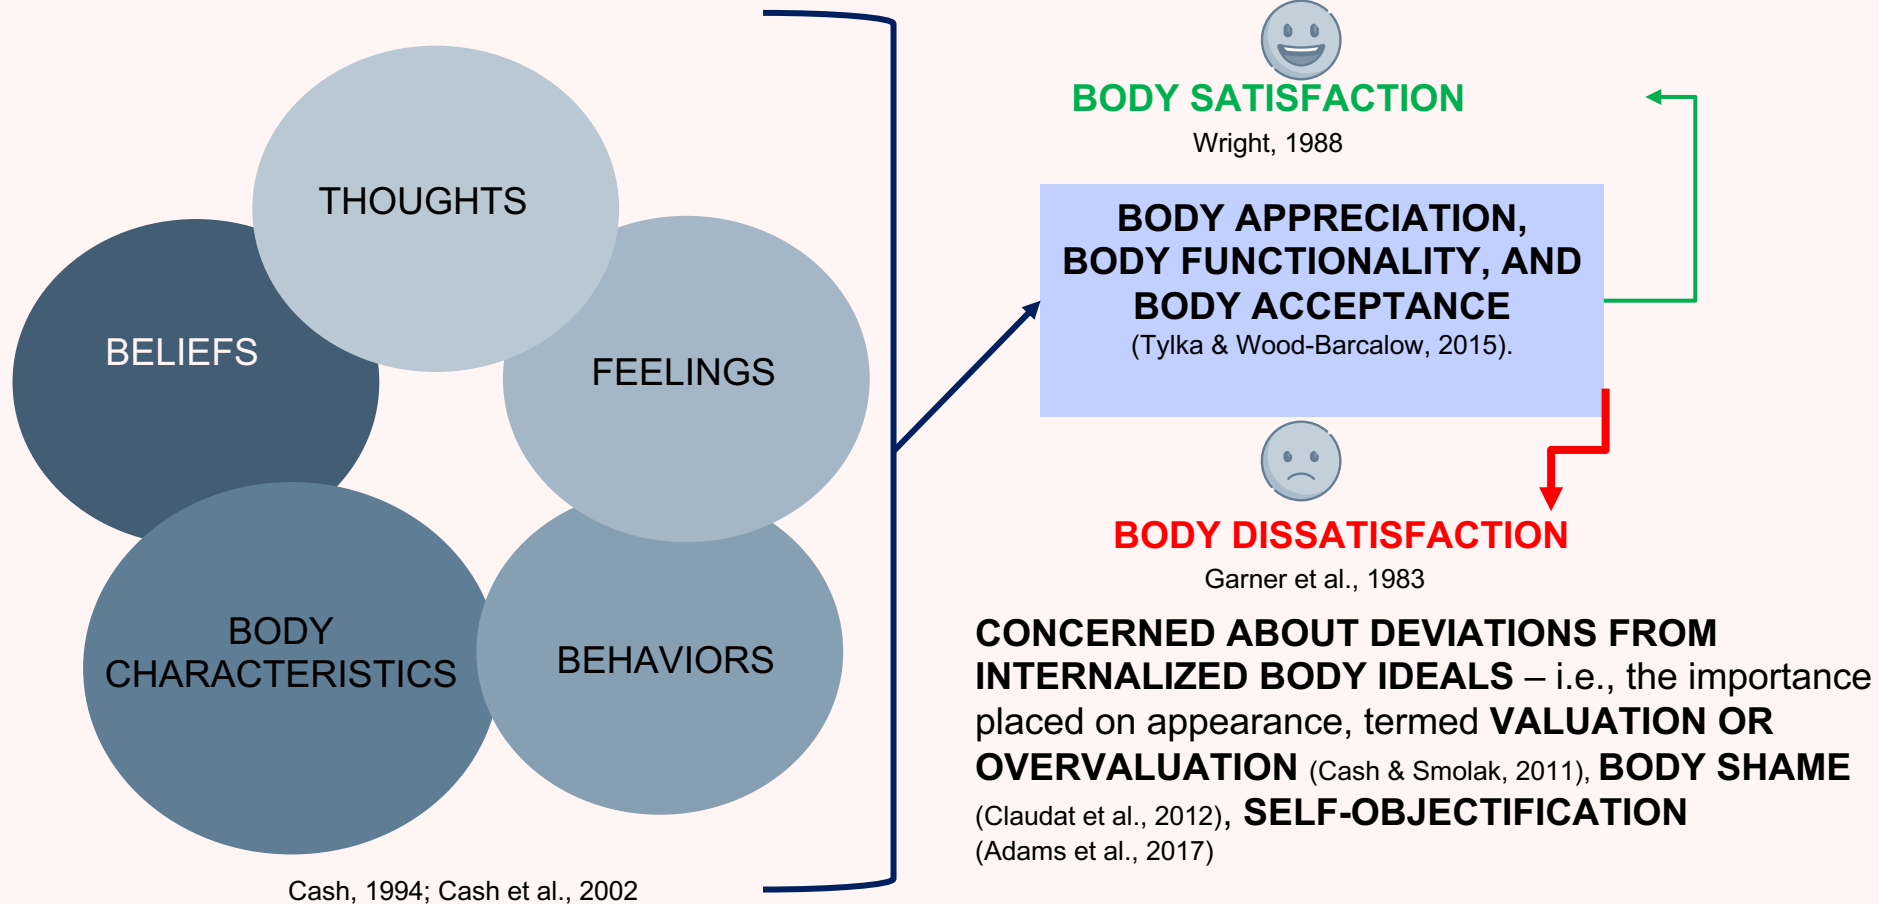 THOUGHTS
BELIEFS
FEELINGS
BODY
CHARACTERISTICS
BEHAVIORS
Cash, 1994; Cash et al., 2002
BODY SATISFACTION
Wright, 1988
BODY APPRECIATION,
BODY FUNCTIONALITY, AND
BODY ACCEPTANCE
(Tylka & Wood-Barcalow, 2015).
BODY DISSATISFACTION
Garner et al., 1983
CONCERNED ABOUT DEVIATIONS FROM
INTERNALIZED BODY IDEALS – i.e., the importance
placed on appearance, termed VALUATION OR
OVERVALUATION (Cash & Smolak, 2011), BODY SHAME
(Claudat et al., 2012), SELF-OBJECTIFICATION
(Adams et al., 2017)